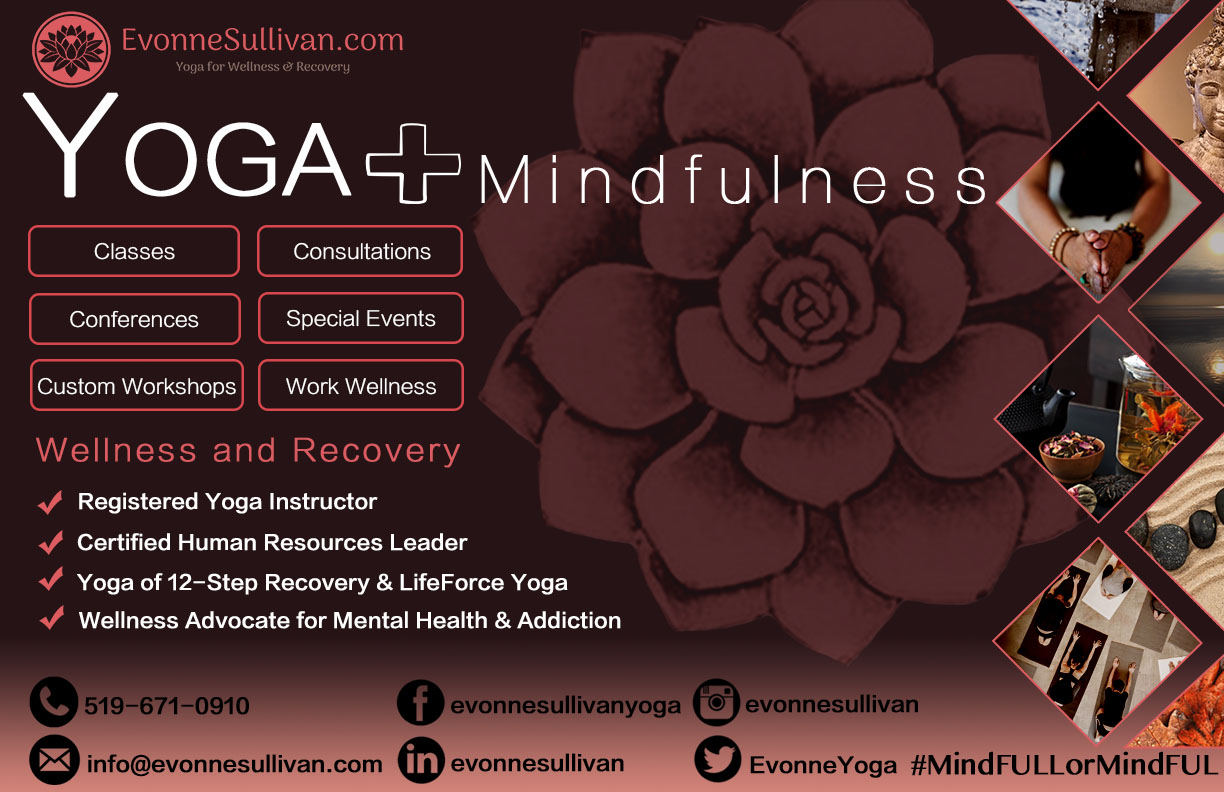 EvonneSullivan.com
Yoga for Wellness & Recovery
YOGA + Mindfulness
Classes
Consultations
Conferences
Special Events
Custom Workshops
Work Wellness
Wellness and Recovery
Registered Yoga Instructor
Certified Human Resources Leader
Yoga of 12-Step Recovery & LifeForce Yoga
Wellness Advocate for Mental Health & Addiction
519-671-0910
evonnesullivanyoga
evonnesullivan
info@evonnesullivan.com
evonnesullivan
EvonneYoga #MindFULLorMindFUL